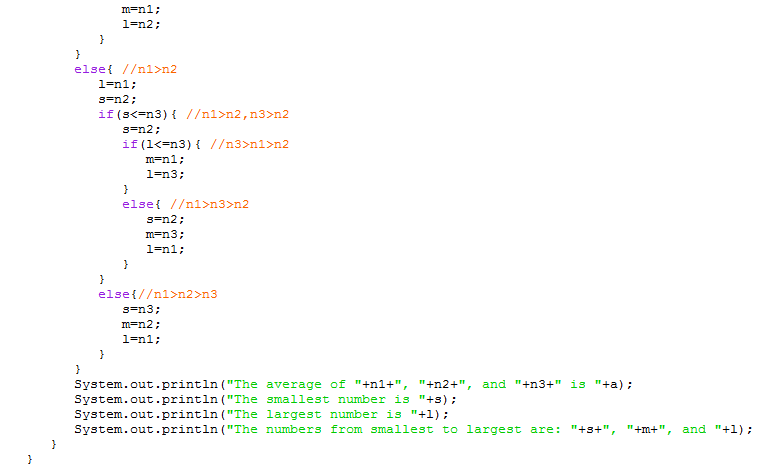 m=n1;
l=n2;
}
}
else{ //n1>n2
l=n1;
s=n2;
if(s<=n3){ //n1>n2,n3>n2
s=n2;
if(l<=n3){ //n3>n1>n2
m=n1;
l=n3;
}
else{ //n1>n3>n2
s=n2;
m=n3;
l=n1;
}
}
else{//n1>n2>n3
s=n3;
m=n2;
l=n1;
}
}
System.out.println("The average of "+n1+", "+n2+", and "+n3+" is "+a);
System.out.println("The smallest number is "+s);
System.out.println("The largest number is "+l);
System.out.println("The numbers from smallest to largest are: "+s+", "+m+", and "+l);
}
}